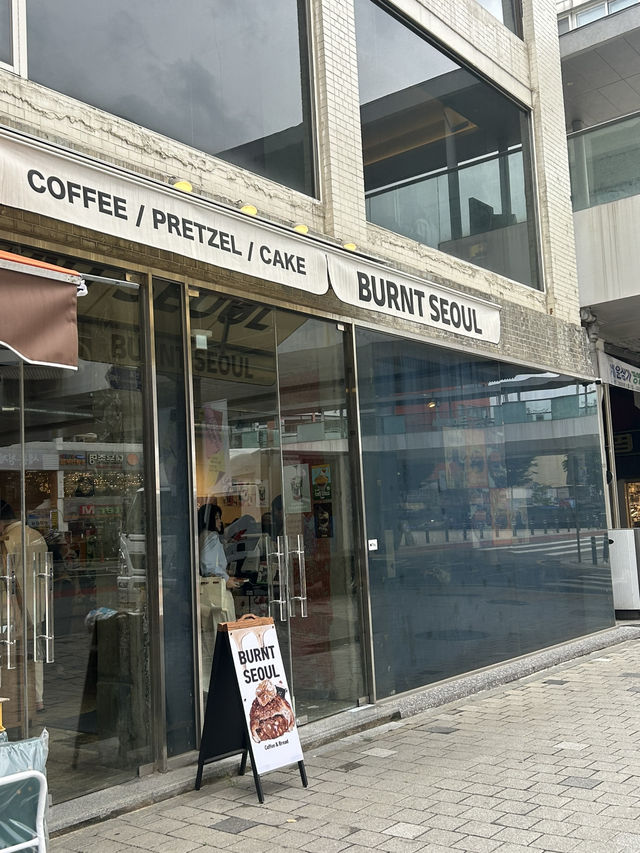 COFFEE / PRETZEL / CAKE
BURNT SEOUL
BURNT SEOUL
BURNT
SEOUL
Coffee & Bread